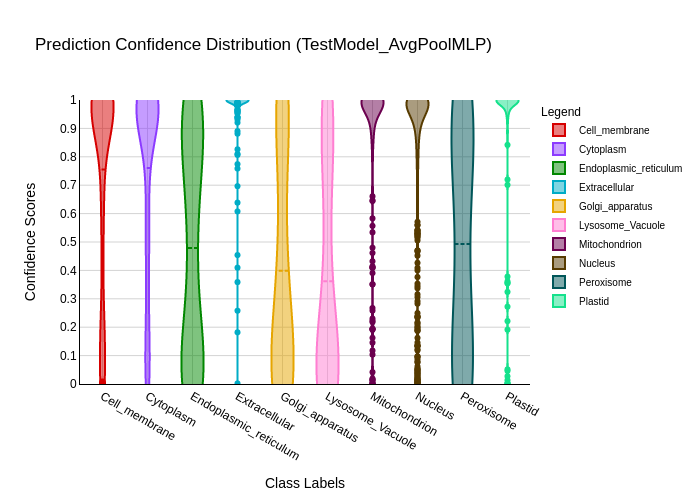 Prediction Confidence Distribution (TestModel_AvgPoolMLP)
Legend
Cell_membrane
Cytoplasm
Endoplasmic_reticulum
Extracellular
Golgi_apparatus
Lysosome_Vacuole
Mitochondrion
Nucleus
Peroxisome
Plastid
Confidence Scores
1
0.9
0.8
0.7
0.6
0.5
0.4
0.3
0.2
0.1
0
Cell_membrane
Cytoplasm
Endoplasmic_reticulum
Extracellular
Golgi_apparatus
Lysosome_Vacuole
Mitochondrion
Nucleus
Peroxisome
Plastid
Class Labels